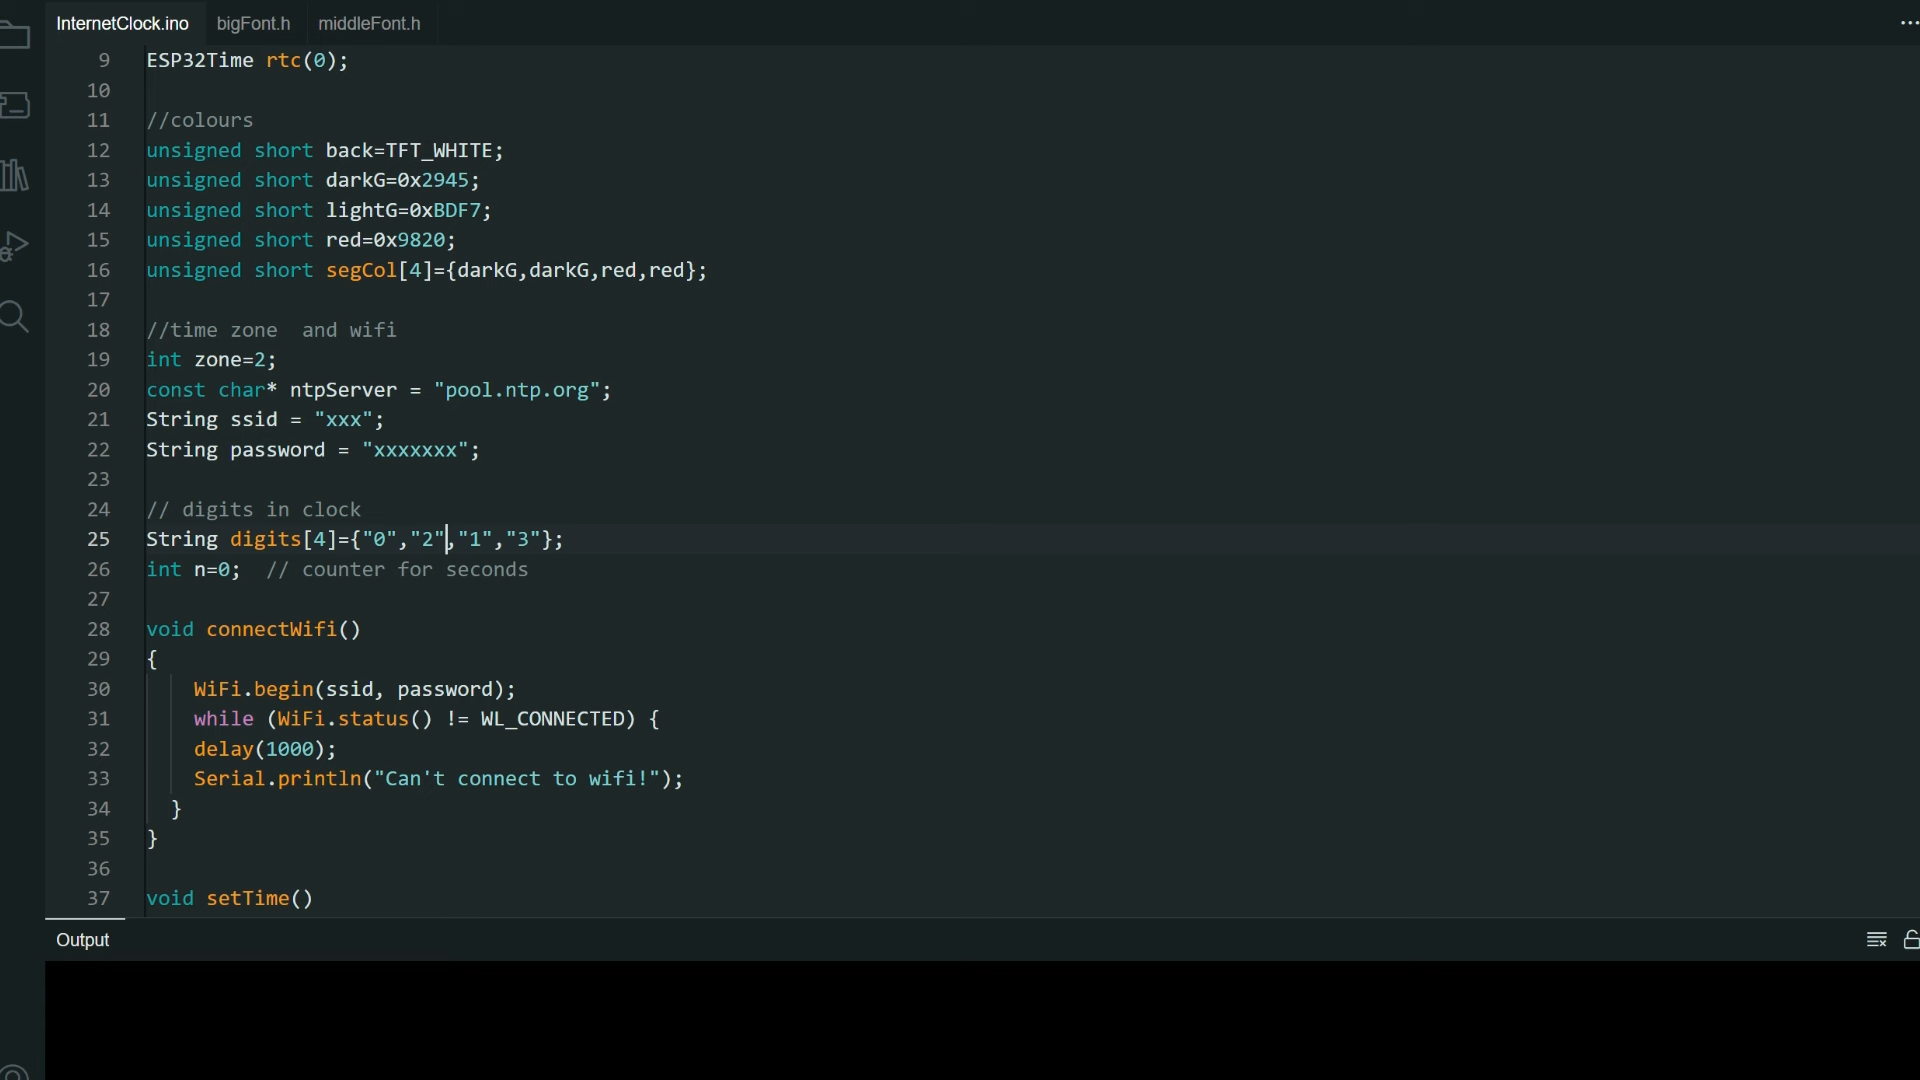 InternetClock.ino bigFont.h middleFont.h ...
9 ESP32Time rtc(0);
10
11 //colours
12 unsigned short back=TFT_WHITE;
13 unsigned short darkG=0x2945;
14 unsigned short lightG=0xBDF7;
15 unsigned short red=0x9820;
16 unsigned short segCol[4]={darkG,darkG,red,red};
17
18 //time zone  and wifi
19 int zone=2;
20 const char* ntpServer = "pool.ntp.org";
21 String ssid = "xxx";
22 String password = "xxxxxxx";
23
24 // digits in clock
25 String digits[4]={"0","2","1","3"};
26 int n=0;  // counter for seconds
27
28 void connectWifi()
29 {
30     WiFi.begin(ssid, password);
31     while (WiFi.status() != WL_CONNECTED) {
32     delay(1000);
33     Serial.println("Can't connect to wifi!");
34   }
35 }
36
37 void setTime()
Output